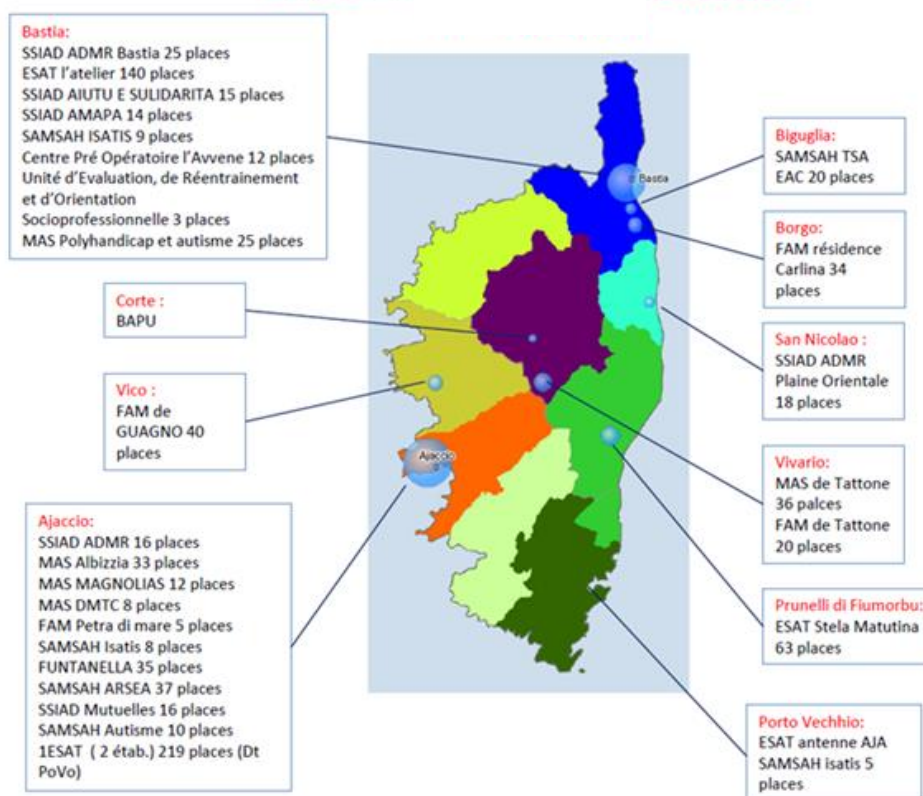 Bastia:
SSIAD ADMR Bastia 25 places
ESAT l'atelier 140 places
SSIAD AIUTU E SULIDARITA 15 places
SSIAD AMAPA 14 places
SAMSAH ISATIS 9 places
Centre Pré Opératoire l'Avvene 12 places
Unité d'Evaluation, de Réentrainement
et d'Orientation
Socioprofessionnelle 3 places
MAS Polyhandicap et autisme 25 places
Corte :
BAPU
Vico :
FAM de
GUAGNO 40
places
Ajaccio:
SSIAD ADMR 16 places
MAS Albizzia 33 places
MAS MAGNOLIAS 12 places
MAS DMTC 8 places
FAM Petra di mare 5 places
SAMSAH Isatis 8 places
FUNTANELLA 35 places
SAMSAH ARSEA 37 places
SSIAD Mutuelles 16 places
SAMSAH Autisme 10 places
1ESAT ( 2 étab.) 219 places (Dt
PoVo)
Bastia
Ajaccio
Biguglia:
SAMSAH TSA
EAC 20 places
Borgo:
FAM résidence
Carlina 34
places
San Nicolao :
SSIAD ADMR
Plaine Orientale
18 places
Vivario:
MAS de Tattone
36 palces
FAM de Tattone
20 places
Prunelli di Fiumorbu:
ESAT Stela Matutina
63 places
Porto Vechhio:
ESAT antenne AJA
SAMSAH isatis 5
places